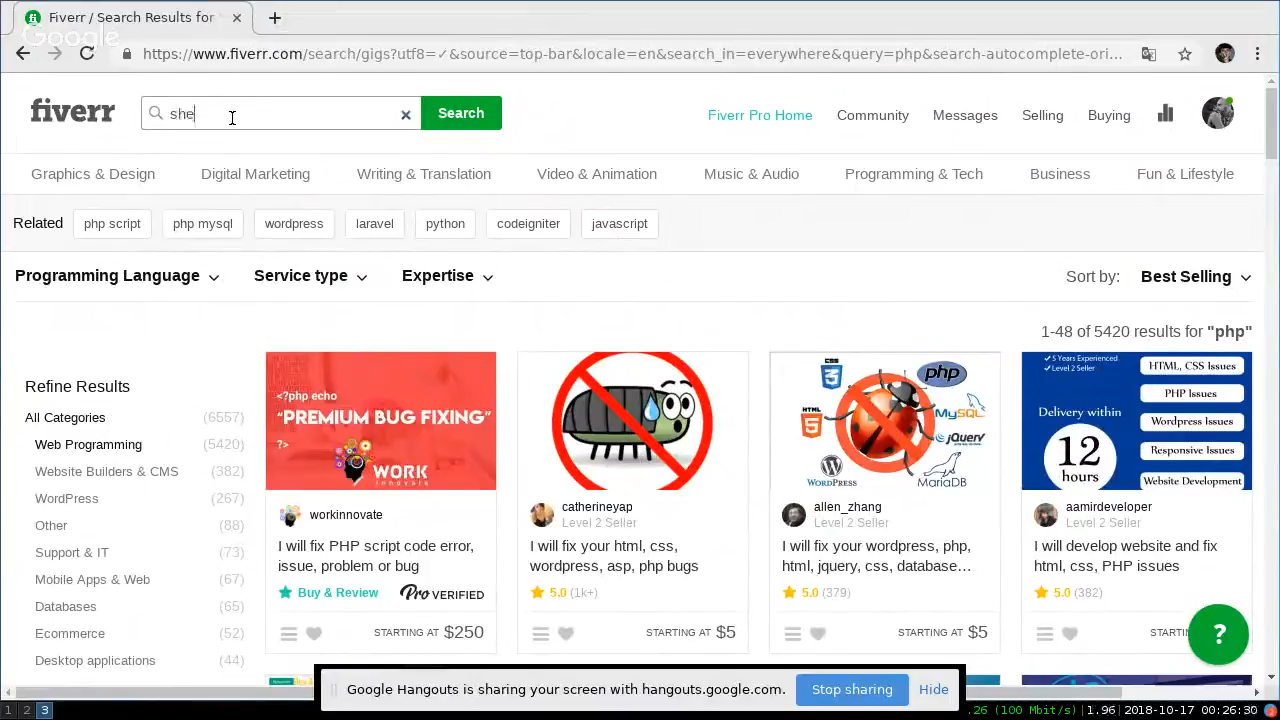 Fiverr / Search Results for
Google
https://www.fiverr.com/search/gigs?utf8=✓&source=top-bar&locale=en&search_in=everywhere&query=php&search-autocomplete-ori...
fiverr
she
Search
Fiverr Pro Home
Community
Messages
Selling
Buying
Graphics & Design
Digital Marketing
Writing & Translation
Video & Animation
Music & Audio
Programming & Tech
Business
Fun & Lifestyle
Related
php script
php mysql
wordpress
laravel
python
codeigniter
javascript
Programming Language
Service type
Expertise
Sort by:
Best Selling
1-48 of 5420 results for "php"
Refine Results
All Categories (6557)
Web Programming (5420)
Website Builders & CMS (382)
WordPress (267)
Other (88)
Support & IT (73)
Mobile Apps & Web (67)
Databases (65)
Ecommerce (52)
Desktop applications (44)
<?php echo
"PREMIUM BUG FIXING"
?>
WORK
innovate
workinnovate
I will fix PHP script code error,
issue, problem or bug
Buy & Review
Pro VERIFIED
STARTING AT $250
catherineyap
Level 2 Seller
I will fix your html, css,
wordpress, asp, php bugs
5.0 (1k+)
STARTING AT $5
CSS
php
HTML
MySQL
jQuery
WORDPRESS
MariaDB
allen_zhang
Level 2 Seller
I will fix your wordpress, php,
html, jquery, css, database...
5.0 (379)
STARTING AT $5
✓ 5 Years Experienced
✓ Level 2 Seller
Delivery within
12
hours
HTML, CSS Issues
PHP Issues
Wordpress Issues
Responsive Issues
Website Development
aamirdeveloper
Level 2 Seller
I will develop website and fix
html, css, PHP issues
5.0 (382)
STARTIN
?
Google Hangouts is sharing your screen with hangouts.google.com.
Stop sharing
Hide
1 2 3
.26 (100 Mbit/s)|1.96|2018-10-17 00:26:30